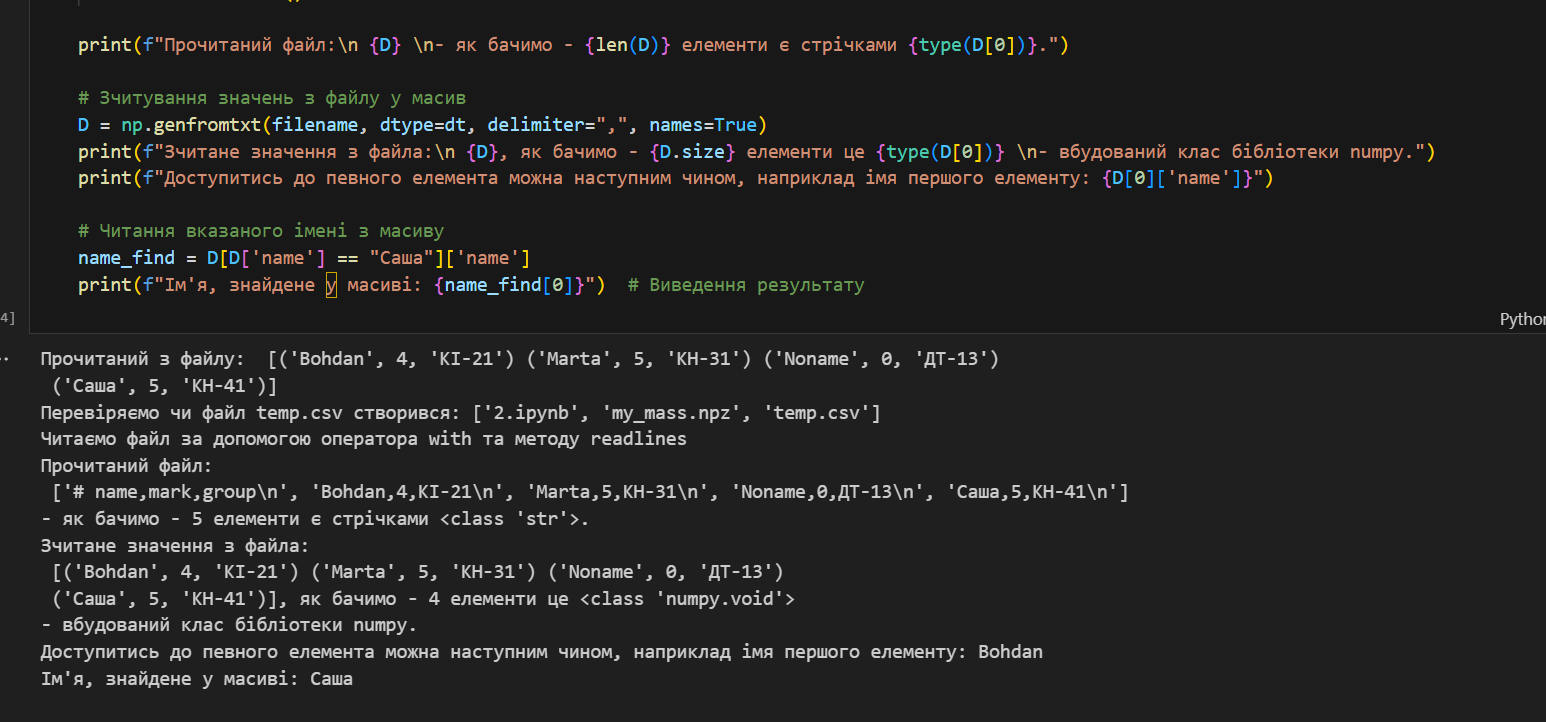 print(f"Прочитаний файл:\n {D} \n- як бачимо - {len(D)} елементи є стрічками {type(D[0])}.")
# Зчитування значень з файлу у масив
D = np.genfromtxt(filename, dtype=dt, delimiter=",", names=True)
print(f"Зчитане значення з файла:\n {D}, як бачимо - {D.size} елементи це {type(D[0])} \n- вбудований клас бібліотеки numpy.")
print(f"Доступитись до певного елемента можна наступним чином, наприклад імя першого елементу: {D[0]['name']}")
# Читання вказаного імені з масиву
name_find = D[D['name'] == "Саша"]['name']
print(f"Ім'я, знайдене у масиві: {name_find[0]}")  # Виведення результату
4]
Python
Прочитаний з файлу:  [('Bohdan', 4, 'КІ-21') ('Marta', 5, 'КН-31') ('Noname', 0, 'ДТ-13')
('Саша', 5, 'КН-41')]
Перевіряємо чи файл temp.csv створився: ['2.ipynb', 'my_mass.npz', 'temp.csv']
Читаємо файл за допомогою оператора with та методу readlines
Прочитаний файл:
['# name,mark,group\n', 'Bohdan,4,КІ-21\n', 'Marta,5,КН-31\n', 'Noname,0,ДТ-13\n', 'Саша,5,КН-41\n']
- як бачимо - 5 елементи є стрічками <class 'str'>.
Зчитане значення з файла:
[('Bohdan', 4, 'КІ-21') ('Marta', 5, 'КН-31') ('Noname', 0, 'ДТ-13')
('Саша', 5, 'КН-41')], як бачимо - 4 елементи це <class 'numpy.void'>
- вбудований клас бібліотеки numpy.
Доступитись до певного елемента можна наступним чином, наприклад імя першого елементу: Bohdan
Ім'я, знайдене у масиві: Саша